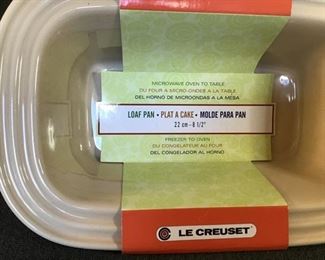 MICROWAVE OVEN TO TABLE
DU FOUR A MICRO-ONDES A LA TABLE
DEL HORNO DE MICROONDAS A LA MESA
LOAF PAN • PLAT A CAKE • MOLDE PARA PAN
22 cm - 8 1/2"
FREEZER TO OVEN
DU CONGELATEUR AU FOUR
DEL CONGELADOR AL HORNO
LE CREUSET